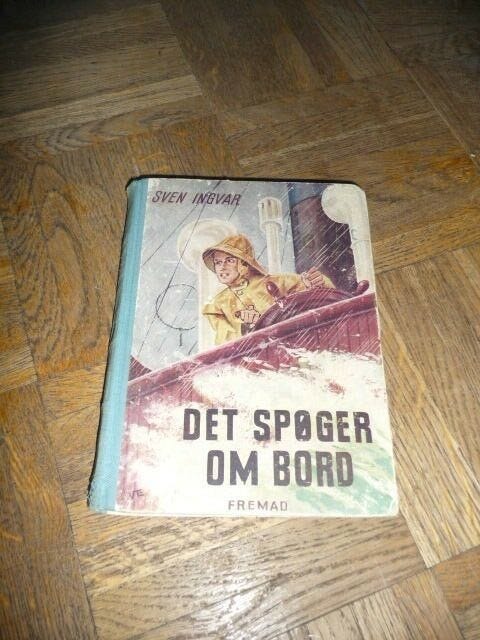 SVEN INGVAR
DET SPØGER
OM BORD
FREMAD